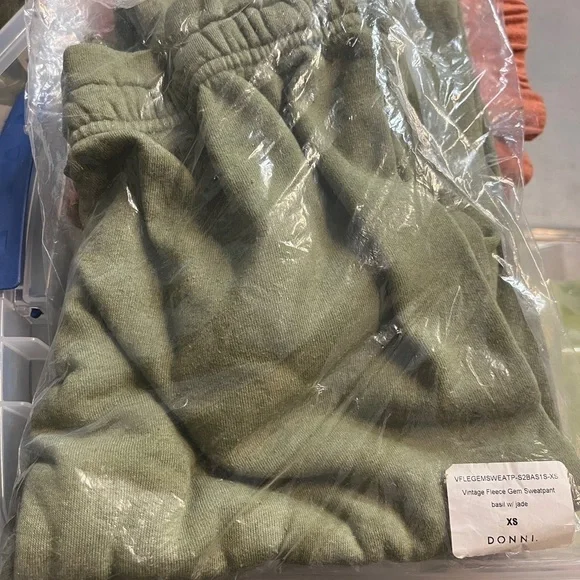 VFLEGEMSWEATP-S2BAS1S-XS
Vintage Fleece Gem Sweatpant
basil w/ jade
XS
DONNI.